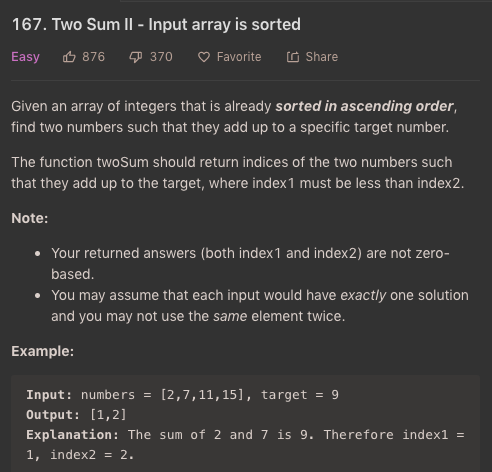 167. Two Sum II - Input array is sorted
Easy 876 370 Favorite Share
Given an array of integers that is already sorted in ascending order,
find two numbers such that they add up to a specific target number.
The function twoSum should return indices of the two numbers such
that they add up to the target, where index1 must be less than index2.
Note:
• Your returned answers (both index1 and index2) are not zero-
based.
• You may assume that each input would have exactly one solution
and you may not use the same element twice.
Example:
Input: numbers = [2,7,11,15], target = 9
Output: [1,2]
Explanation: The sum of 2 and 7 is 9. Therefore index1 =
1, index2 = 2.